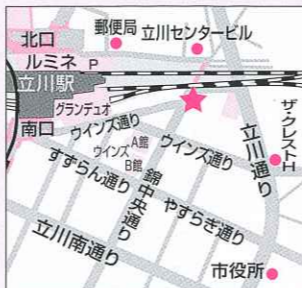 北口
郵便局
立川センタービル
ルミネ
P
立川駅
グランデュオ
南口
ウインズ通り
ウインズ
A館
B館
ウインズ通り
ザ・クレストH
立川通り
すずらん通り
錦中央通り
やすらぎ通り
立川南通り
市役所